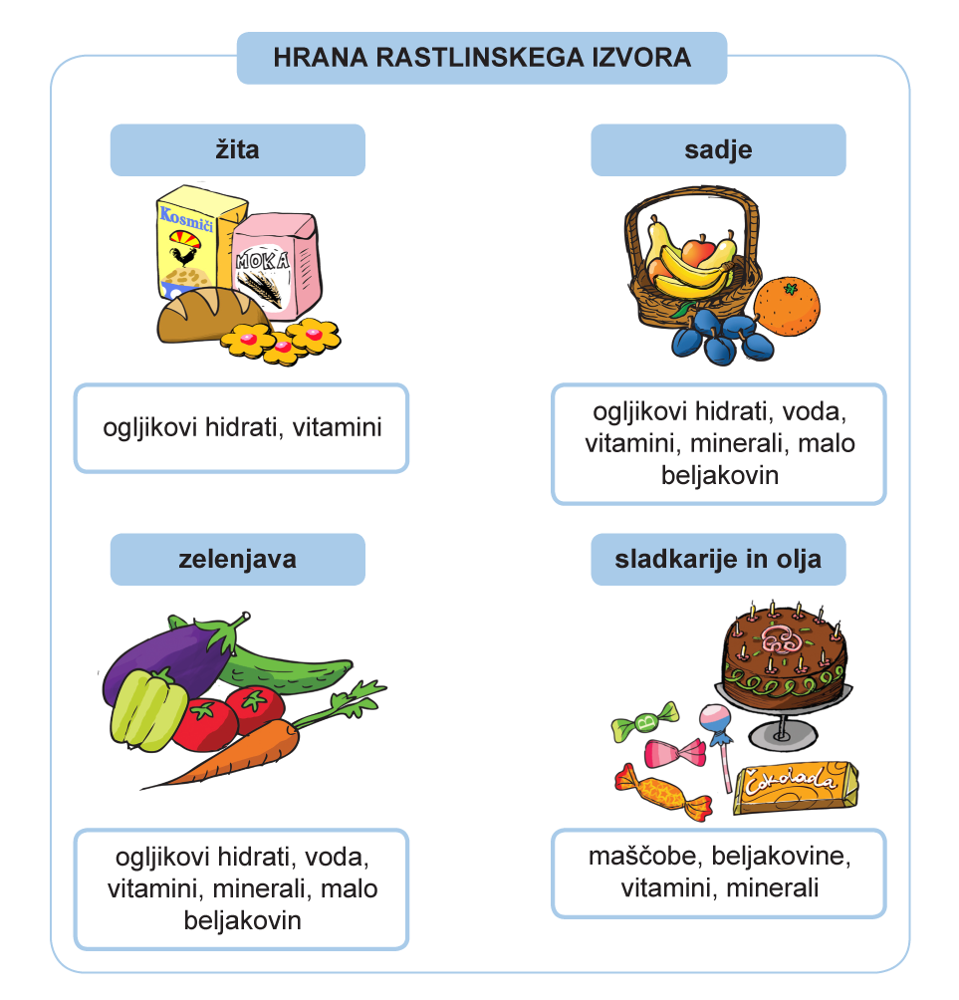 HRANA RASTLINSKEGA IZVORA
žita
Kosmiči
MOKA
ogljikovi hidrati, vitamini
sadje
ogljikovi hidrati, voda,
vitamini, minerali, malo
beljakovin
zelenjava
ogljikovi hidrati, voda,
vitamini, minerali, malo
beljakovin
sladkarije in olja
B
Čokolada
maščobe, beljakovine,
vitamini, minerali